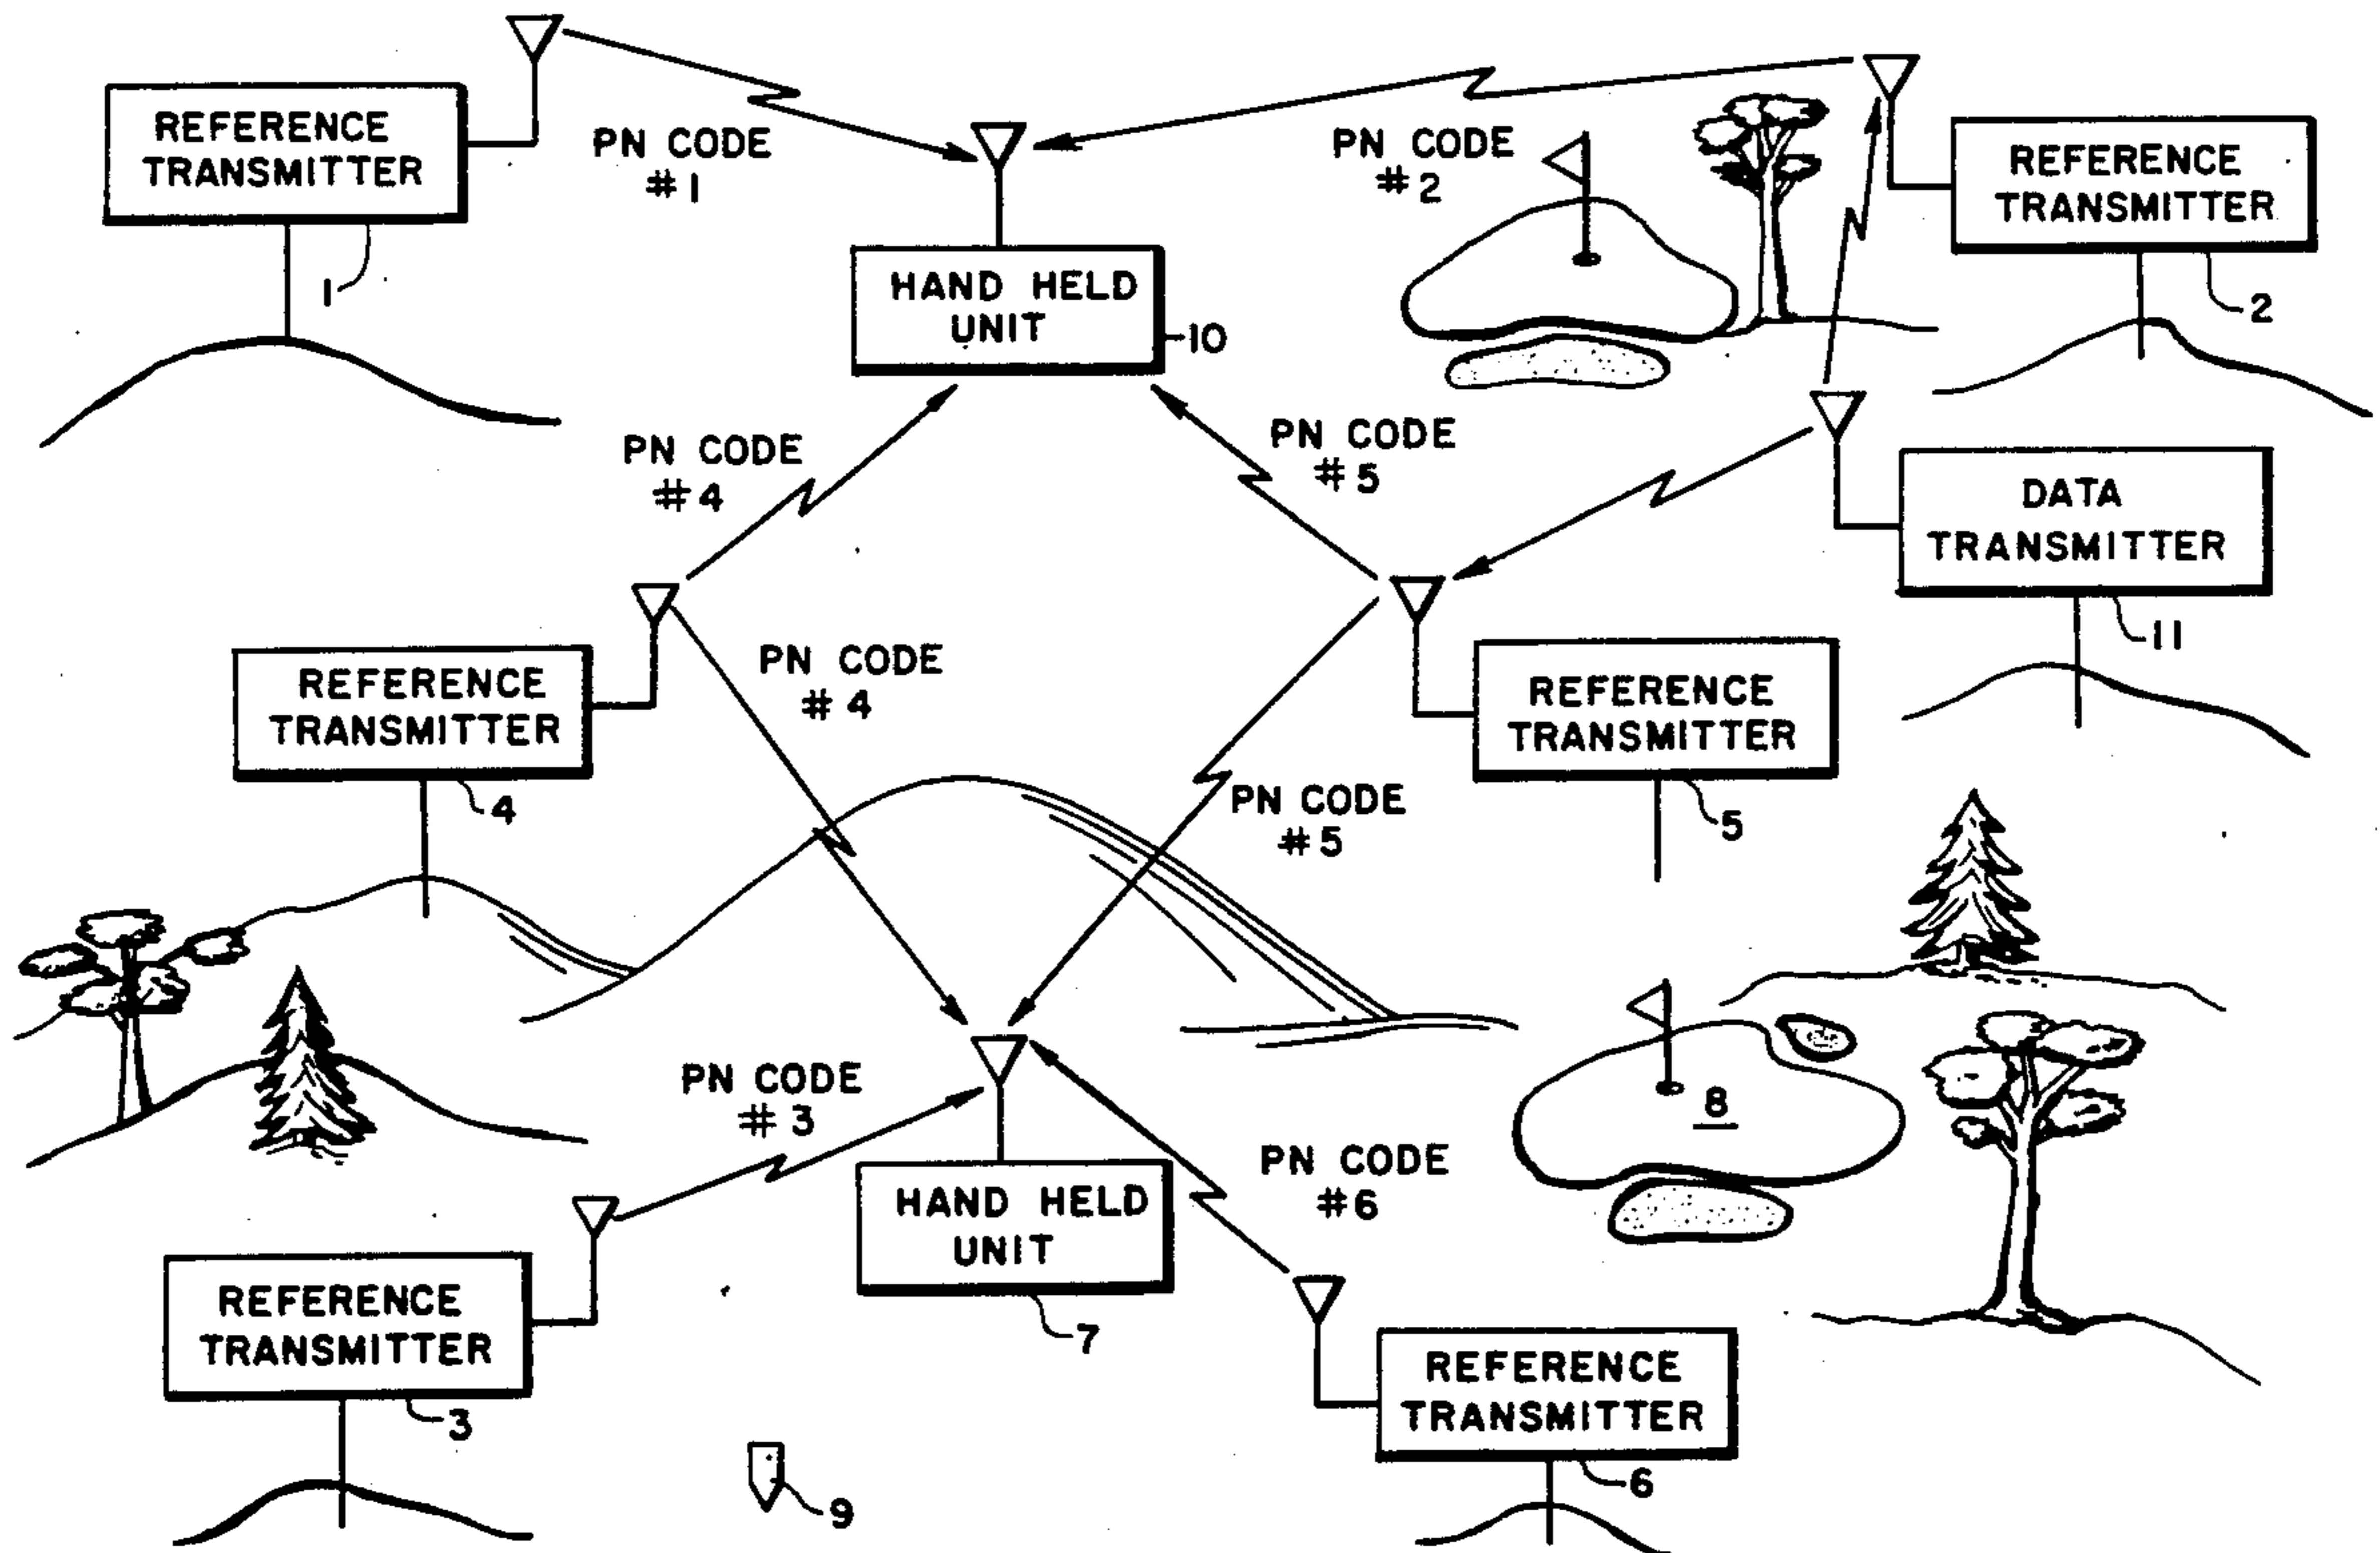 REFERENCE
TRANSMITTER
1
PN CODE
#1
HAND HELD
UNIT
10
PN CODE
#2
REFERENCE
TRANSMITTER
2
PN CODE
#4
PN CODE
#5
DATA
TRANSMITTER
11
REFERENCE
TRANSMITTER
4
PN CODE
#4
PN CODE
#5
REFERENCE
TRANSMITTER
5
PN CODE
#3
HAND HELD
UNIT
7
PN CODE
#6
8
REFERENCE
TRANSMITTER
3
9
REFERENCE
TRANSMITTER
6